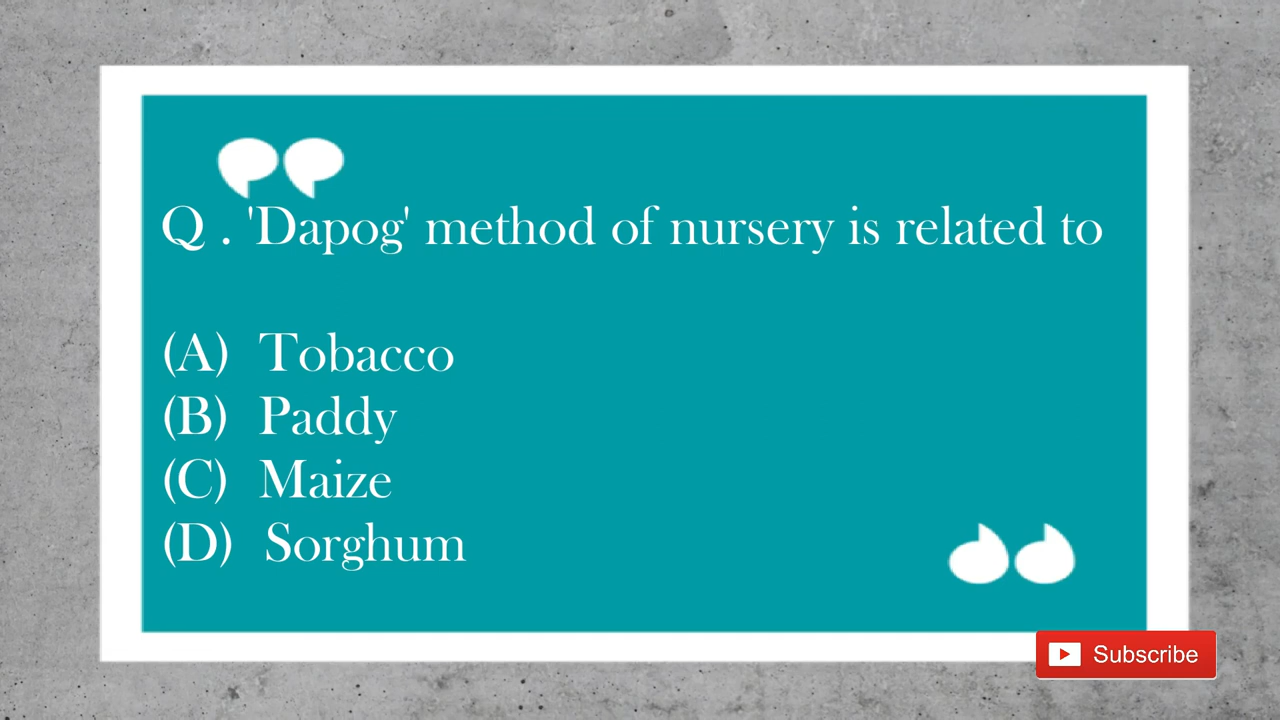 Q . 'Dapog' method of nursery is related to
(A) Tobacco
(B) Paddy
(C) Maize
(D) Sorghum
Subscribe